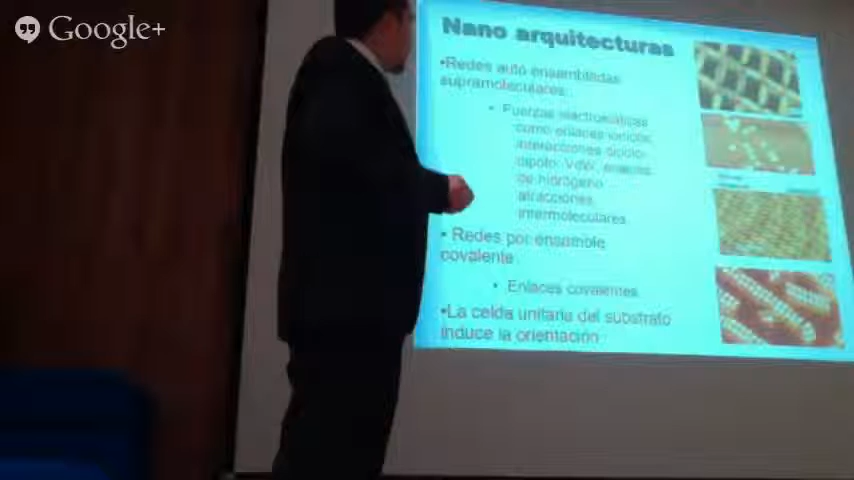 Google+
Nano arquitecturas
•Redes auto ensambladas
supramoleculares.
• Fuerzas electrostáticas
como enlaces iónicos,
interacciones dipolo-
dipolo, VdW, enlaces
de hidrógeno
atracciones
intermoleculares
• Redes por ensamble
covalente
• Enlaces covalentes
•La celda unitaria del substrato
induce la orientación